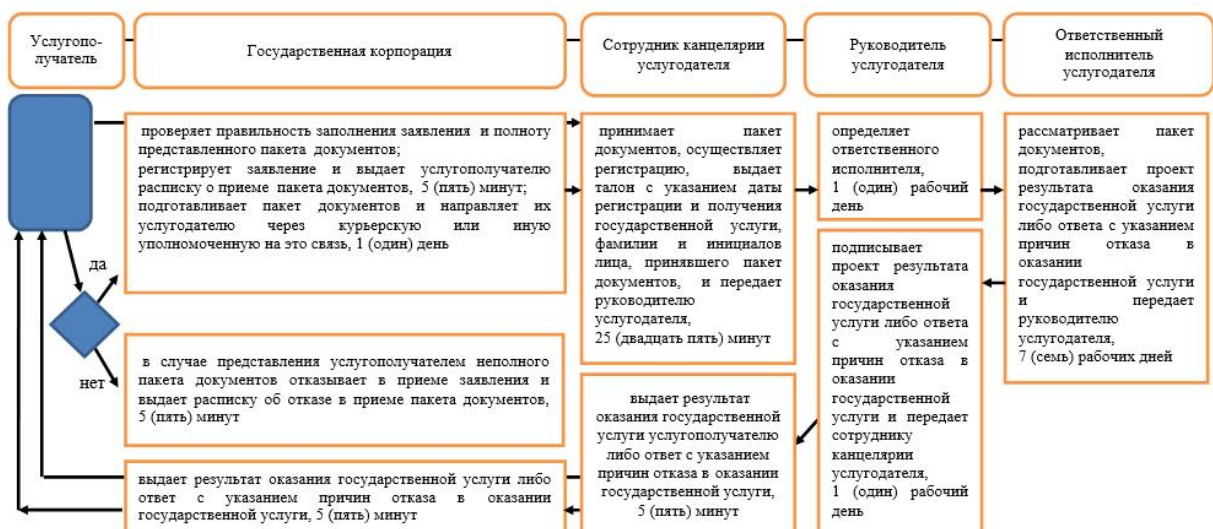 Услугопо-
лучатель
Государственная корпорация
Сотрудник канцелярии
услугодателя
Руководитель
услугодателя
Ответственный
исполнитель
услугодателя
проверяет правильность заполнения заявления и полноту
представленного пакета документов;
регистрирует заявление и выдает услугополучателю
расписку о приеме пакета документов, 5 (пять) минут;
подготавливает пакет документов и направляет их
услугодателю через курьерскую или иную
уполномоченную на это связь, 1 (один) день
да
нет
в случае представления услугополучателем неполного
пакета документов отказывает в приеме заявления и
выдает расписку об отказе в приеме пакета документов,
5 (пять) минут
выдает результат оказания государственной услуги либо
ответ с указанием причин отказа в оказании
государственной услуги, 5 (пять) минут
принимает пакет
документов, осуществляет
регистрацию, выдает
талон с указанием даты
регистрации и получения
государственной услуги,
фамилии и инициалов
лица, принявшего пакет
документов, и передает
руководителю
услугодателя,
25 (двадцать пять) минут
выдает результат
оказания государственной
услуги услугополучателю
либо ответ с указанием
причин отказа в оказании
государственной услуги,
5 (пять) минут
определяет
ответственного
исполнителя,
1 (один) рабочий
день
подписывает
проект результата
оказания
государственной
услуги либо ответа
с указанием
причин отказа в
оказании
государственной
услуги и передает
сотруднику
канцелярии
услугодателя,
1 (один) рабочий
день
рассматривает пакет
документов,
подготавливает проект
результата оказания
государственной услуги
либо ответа с указанием
причин отказа в
оказании
государственной услуги
и передает
руководителю
услугодателя,
7 (семь) рабочих дней